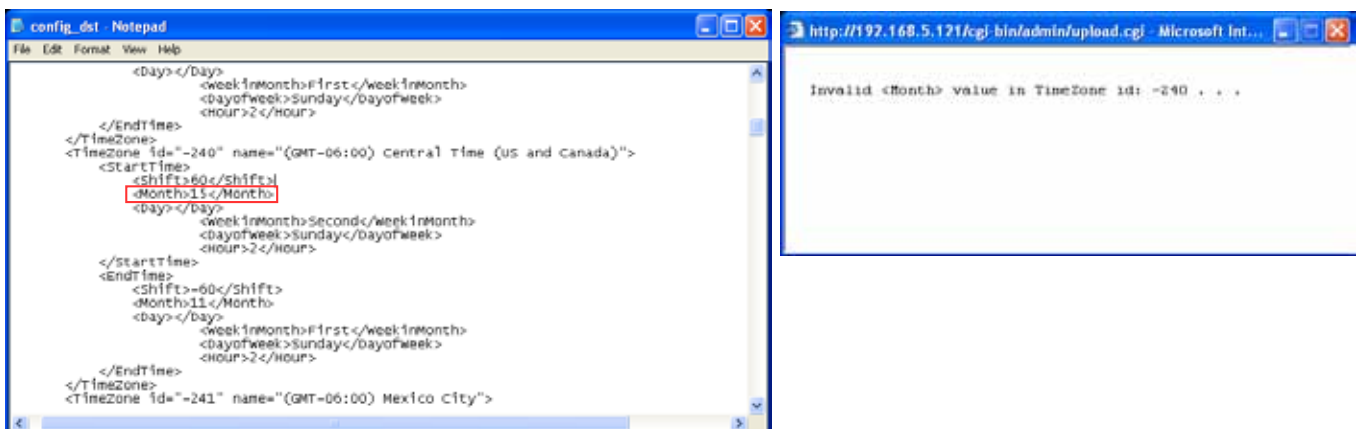 config_dst - Notepad
File Edit Format View Help
<Day></Day>
<WeekInMonth>First</WeekInMonth>
<DayofWeek>Sunday</DayofWeek>
<Hour>2</Hour>
</EndTime>
</TimeZone>
<TimeZone id="-240" name="(GMT-06:00) Central Time (US and Canada)">
<StartTime>
<Shift>60</Shift>
<Month>15</Month>
<Day></Day>
<WeekInMonth>Second</WeekInMonth>
<DayofWeek>Sunday</DayofWeek>
<Hour>2</Hour>
</StartTime>
<EndTime>
<Shift>-60</Shift>
<Month>11</Month>
<Day></Day>
<WeekInMonth>First</WeekInMonth>
<DayofWeek>Sunday</DayofWeek>
<Hour>2</Hour>
</EndTime>
</TimeZone>
<TimeZone id="-241" name="(GMT-06:00) Mexico City">
http://192.168.5.121/cgi-bin/admin/upload.cgi - Microsoft Int...
Invalid <Month> value in TimeZone id: -240 . . .